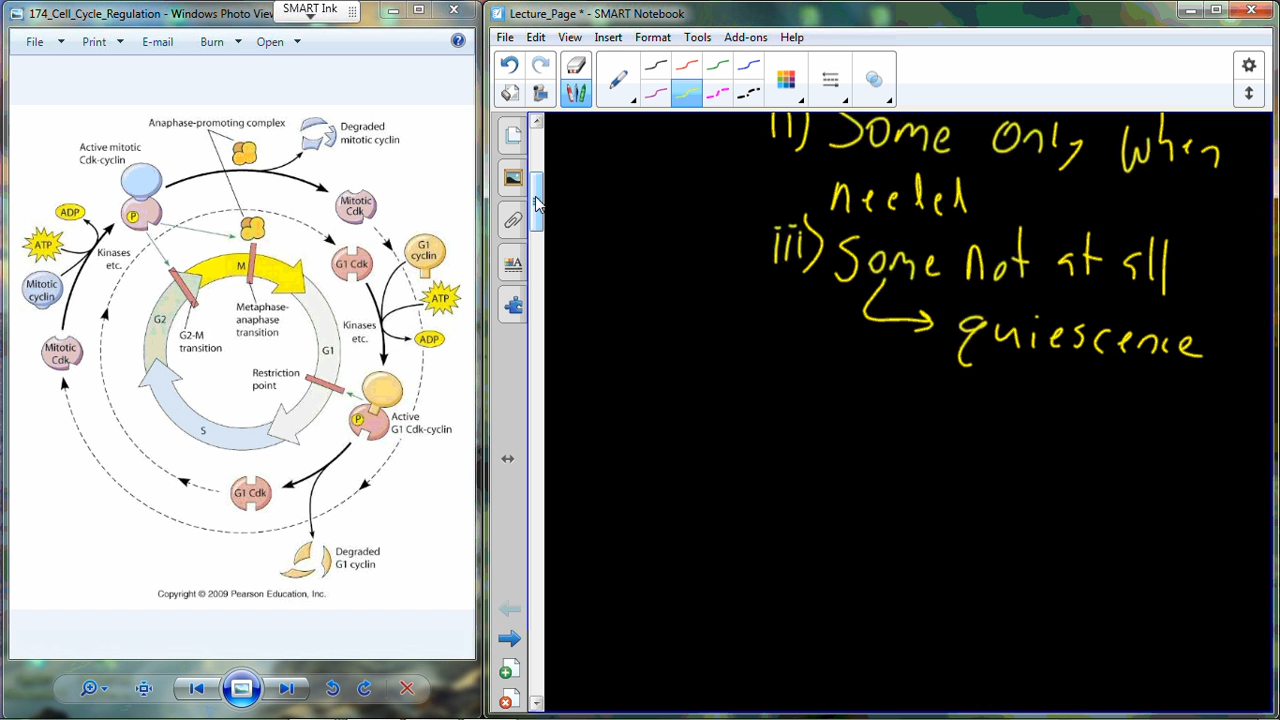 174_Cell_Cycle_Regulation - Windows Photo View
SMART Ink
File Print E-mail Burn Open
Anaphase-promoting complex
Degraded
mitotic cyclin
Active mitotic
Cdk-cyclin
P
ADP
ATP
Kinases
etc.
Mitotic
cyclin
Mitotic
Cdk
Mitotic
Cdk
G1 Cdk
G1
cyclin
ATP
Kinases
etc.
ADP
M
Metaphase-
anaphase
transition
G2
G2-M
transition
G1
Restriction
point
S
P
Active
G1 Cdk-cyclin
G1 Cdk
Degraded
G1 cyclin
Copyright © 2009 Pearson Education, Inc.
Lecture_Page * - SMART Notebook
File Edit View Insert Format Tools Add-ons Help
ii) Some only when
needed
iii) Some not at all
quiescence